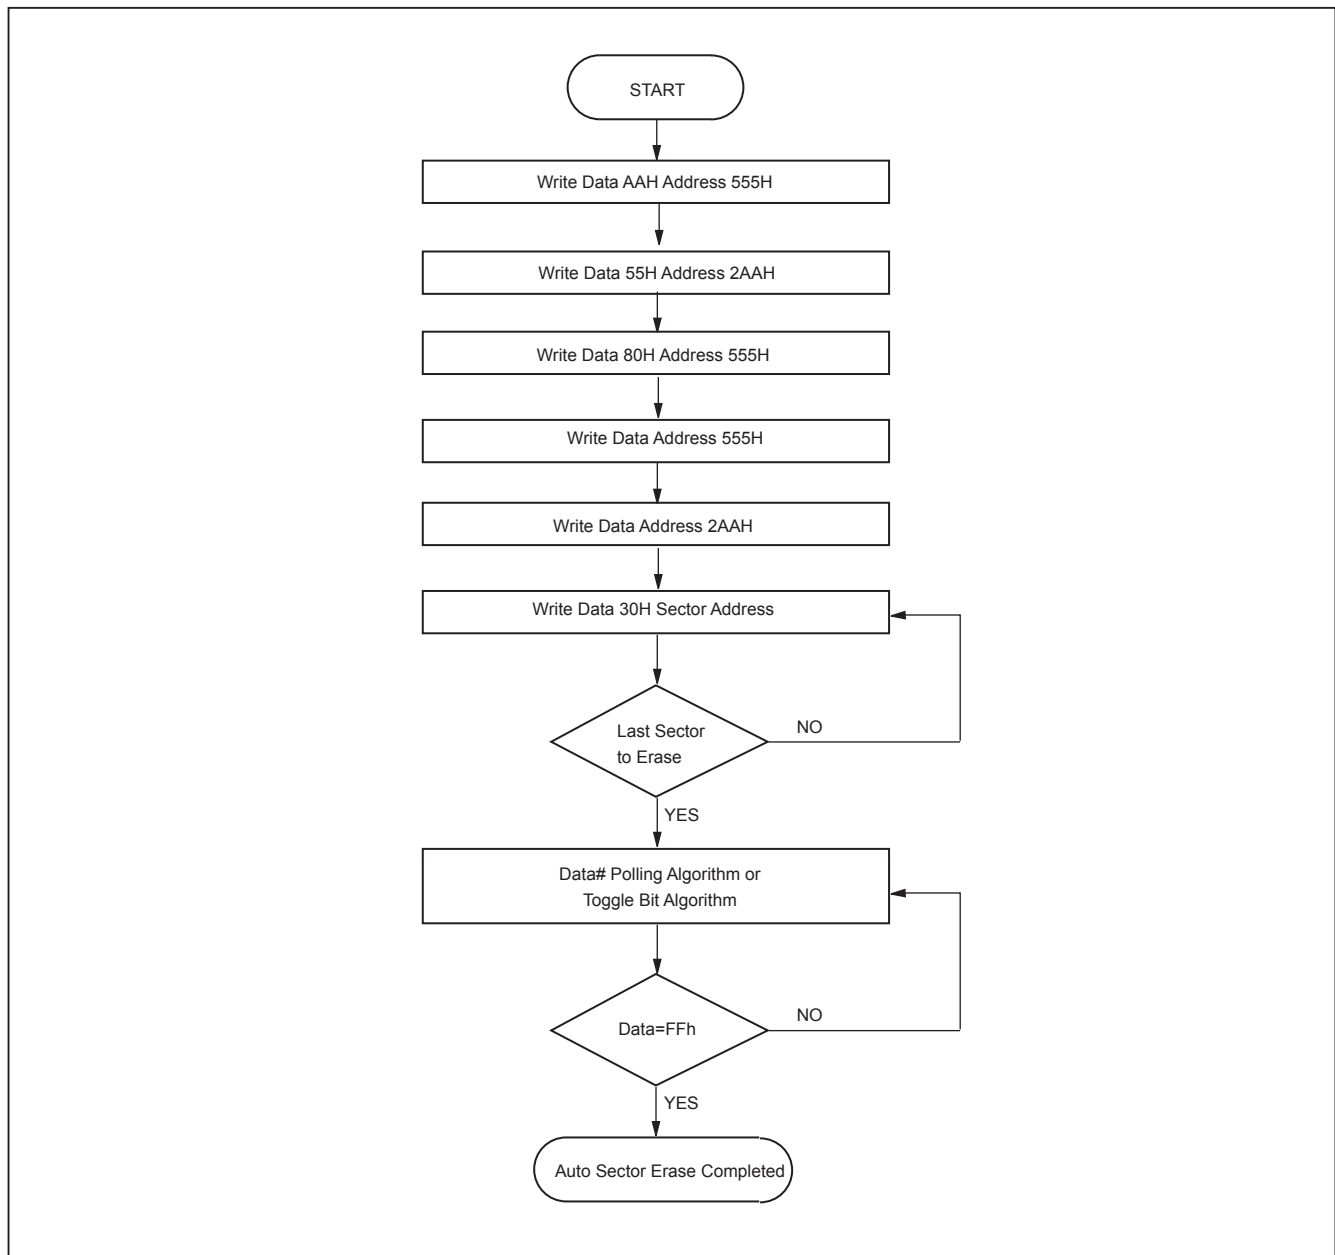 START
Write Data AAH Address 555H
Write Data 55H Address 2AAH
Write Data 80H Address 555H
Write Data Address 555H
Write Data Address 2AAH
Write Data 30H Sector Address
Last Sector
to Erase
NO
YES
Data# Polling Algorithm or
Toggle Bit Algorithm
Data=FFh
NO
YES
Auto Sector Erase Completed